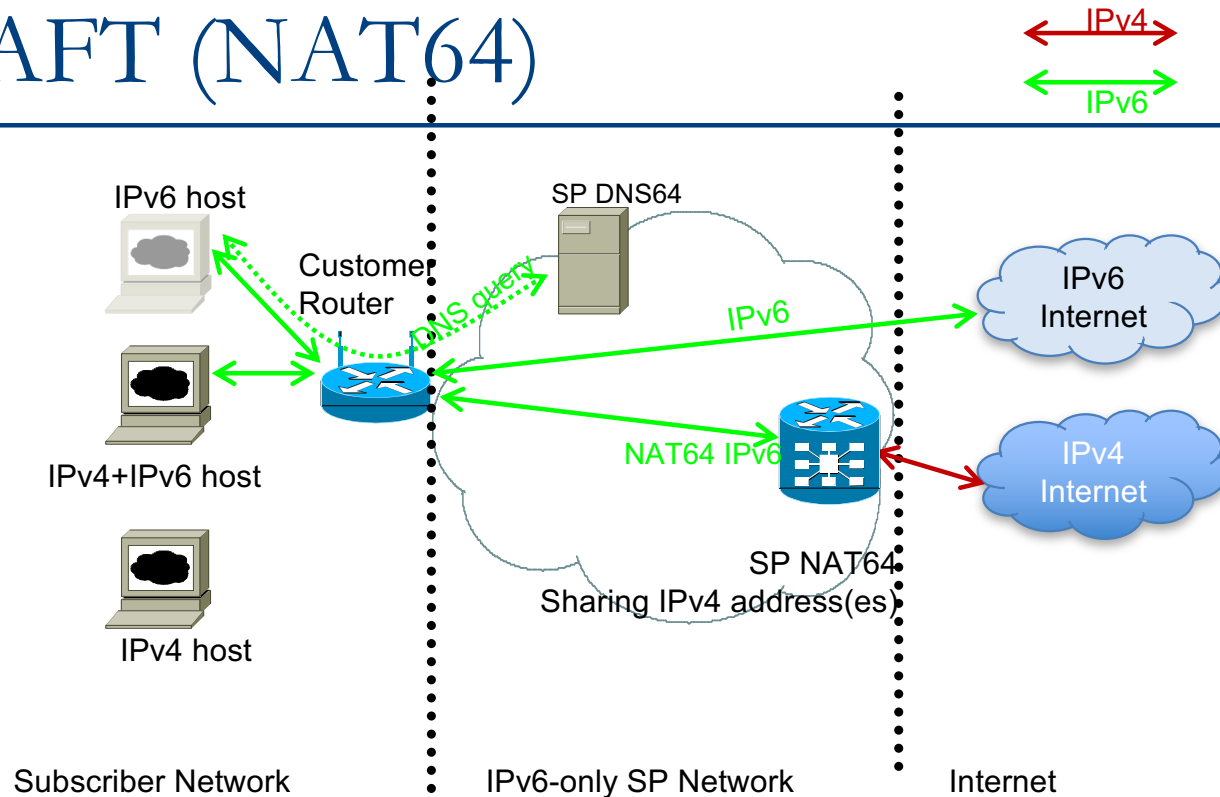 AFT (NAT64)
IPv4
IPv6
IPv6 host
SP DNS64
Customer
Router
DNS query
IPv6
IPv6
Internet
IPv4+IPv6 host
NAT64 IPv6
IPv4
Internet
SP NAT64
Sharing IPv4 address(es)
IPv4 host
Subscriber Network
IPv6-only SP Network
Internet